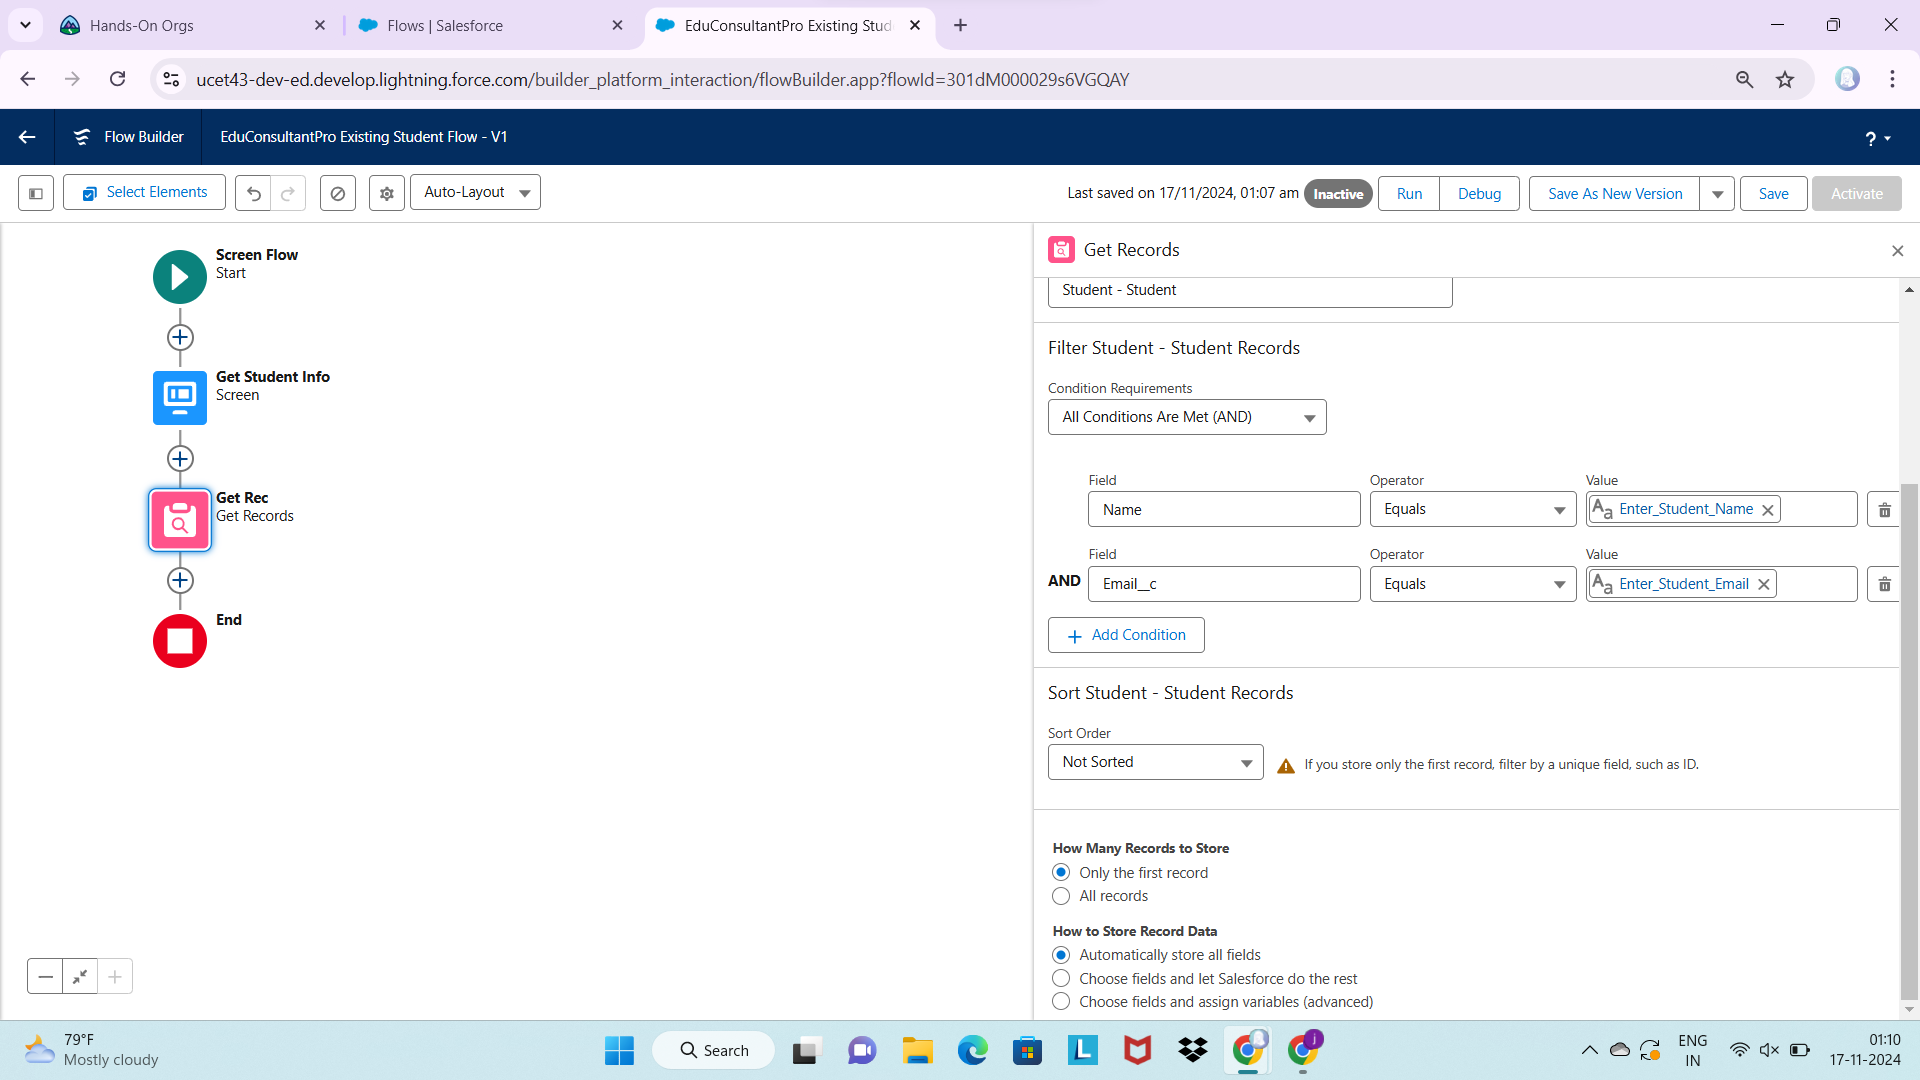 Hands-On Orgs
Flows | Salesforce
EduConsultantPro Existing Stud
ucet43-dev-ed.develop.lightning.force.com/builder_platform_interaction/flowBuilder.app?flowId=301dM000029s6VGQAY
Flow Builder
EduConsultantPro Existing Student Flow - V1
?
Select Elements
Auto-Layout
Last saved on 17/11/2024, 01:07 am
Inactive
Run
Debug
Save As New Version
Save
Activate
Screen Flow
Start
Get Student Info
Screen
Get Rec
Get Records
End
Get Records
Student - Student
Filter Student - Student Records
Condition Requirements
All Conditions Are Met (AND)
Field
Operator
Value
Name
Equals
Aa Enter_Student_Name
Field
Operator
Value
AND
Email__c
Equals
Aa Enter_Student_Email
Add Condition
Sort Student - Student Records
Sort Order
Not Sorted
If you store only the first record, filter by a unique field, such as ID.
How Many Records to Store
Only the first record
All records
How to Store Record Data
Automatically store all fields
Choose fields and let Salesforce do the rest
Choose fields and assign variables (advanced)
79°F
Mostly cloudy
Search
L
j
ENG
IN
01:10
17-11-2024